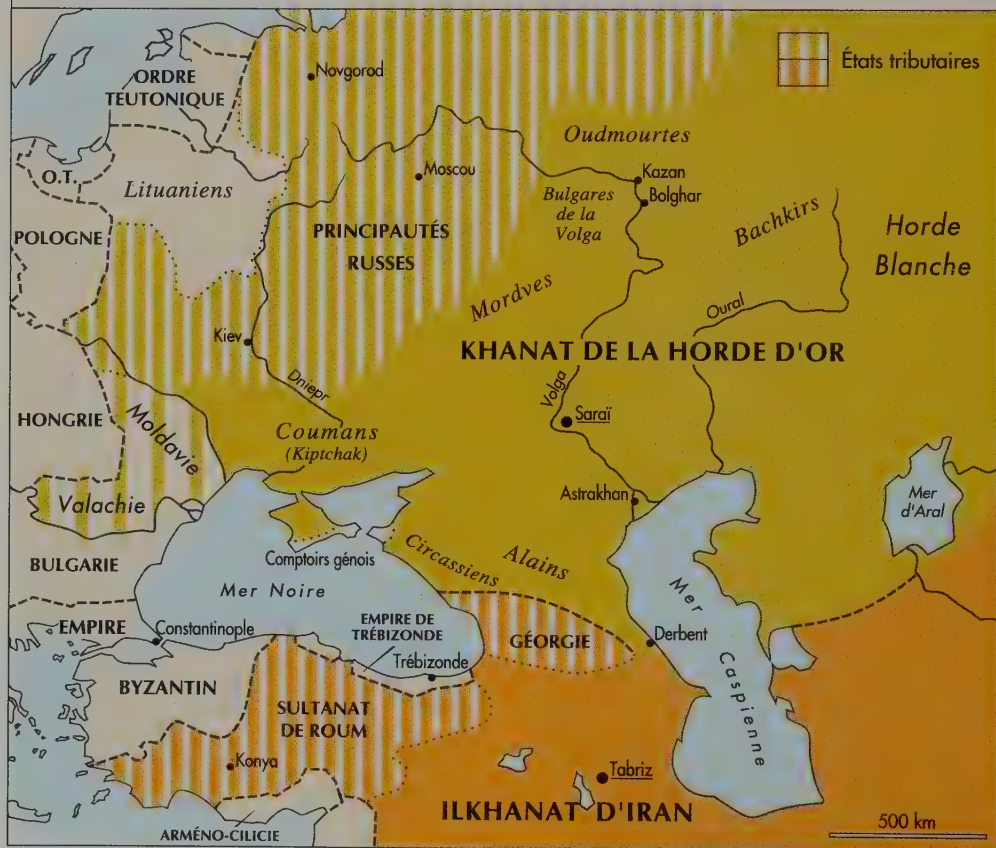 États tributaires
Novgorod
ORDRE
TEUTONIQUE
Oudmourtes
O.T.
Lituaniens
Moscou
Kazan
Bolghar
Bulgares
de la
Volga
Bachkirs
Horde
Blanche
POLOGNE
PRINCIPAUTÉS
RUSSES
Mordves
Oural
Kiev
KHANAT DE LA HORDE D'OR
Dniepr
Volga
Saraï
HONGRIE
Moldavie
Coumans
(Kiptchak)
Valachie
Astrakhan
Mer
d'Aral
Comptoirs génois
Circassiens
Alains
BULGARIE
Mer Noire
EMPIRE
Constantinople
EMPIRE DE
TRÉBIZONDE
GÉORGIE
Derbent
Mer Caspienne
Trébizonde
BYZANTIN
SULTANAT
DE ROUM
Konya
Tabriz
ILKHANAT D'IRAN
ARMÉNO-CILICIE
500 km